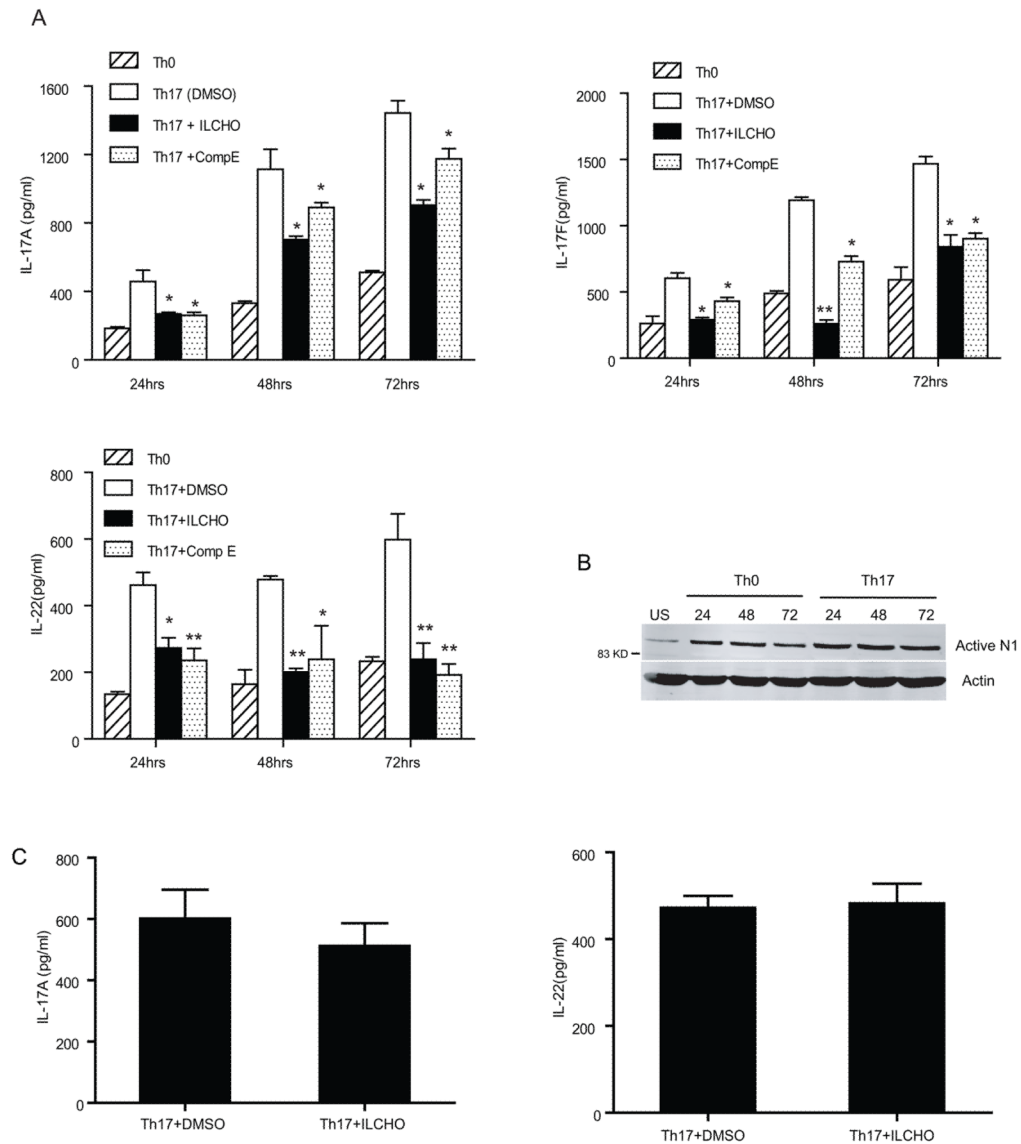 A
Th0
Th17 (DMSO)
Th17 + ILCHO
Th17 +CompE
IL-17A (pg/ml)
1600
1200
800
400
0
*
*
*
*
*
*
24hrs
48hrs
72hrs
Th0
Th17+DMSO
Th17+ILCHO
Th17+CompE
IL-17F(pg/ml)
2000
1500
1000
500
0
*
*
**
*
*
*
24hrs
48hrs
72hrs
Th0
Th17+DMSO
Th17+ILCHO
Th17+Comp E
IL-22(pg/ml)
800
600
400
200
0
*
**
**
*
**
**
24hrs
48hrs
72hrs
B
Th0 Th17
US 24 48 72 24 48 72
83 KD
Active N1
Actin
C
IL-17A (pg/ml)
800
600
400
200
0
Th17+DMSO Th17+ILCHO
IL-22(pg/ml)
600
400
200
0
Th17+DMSO Th17+ILCHO